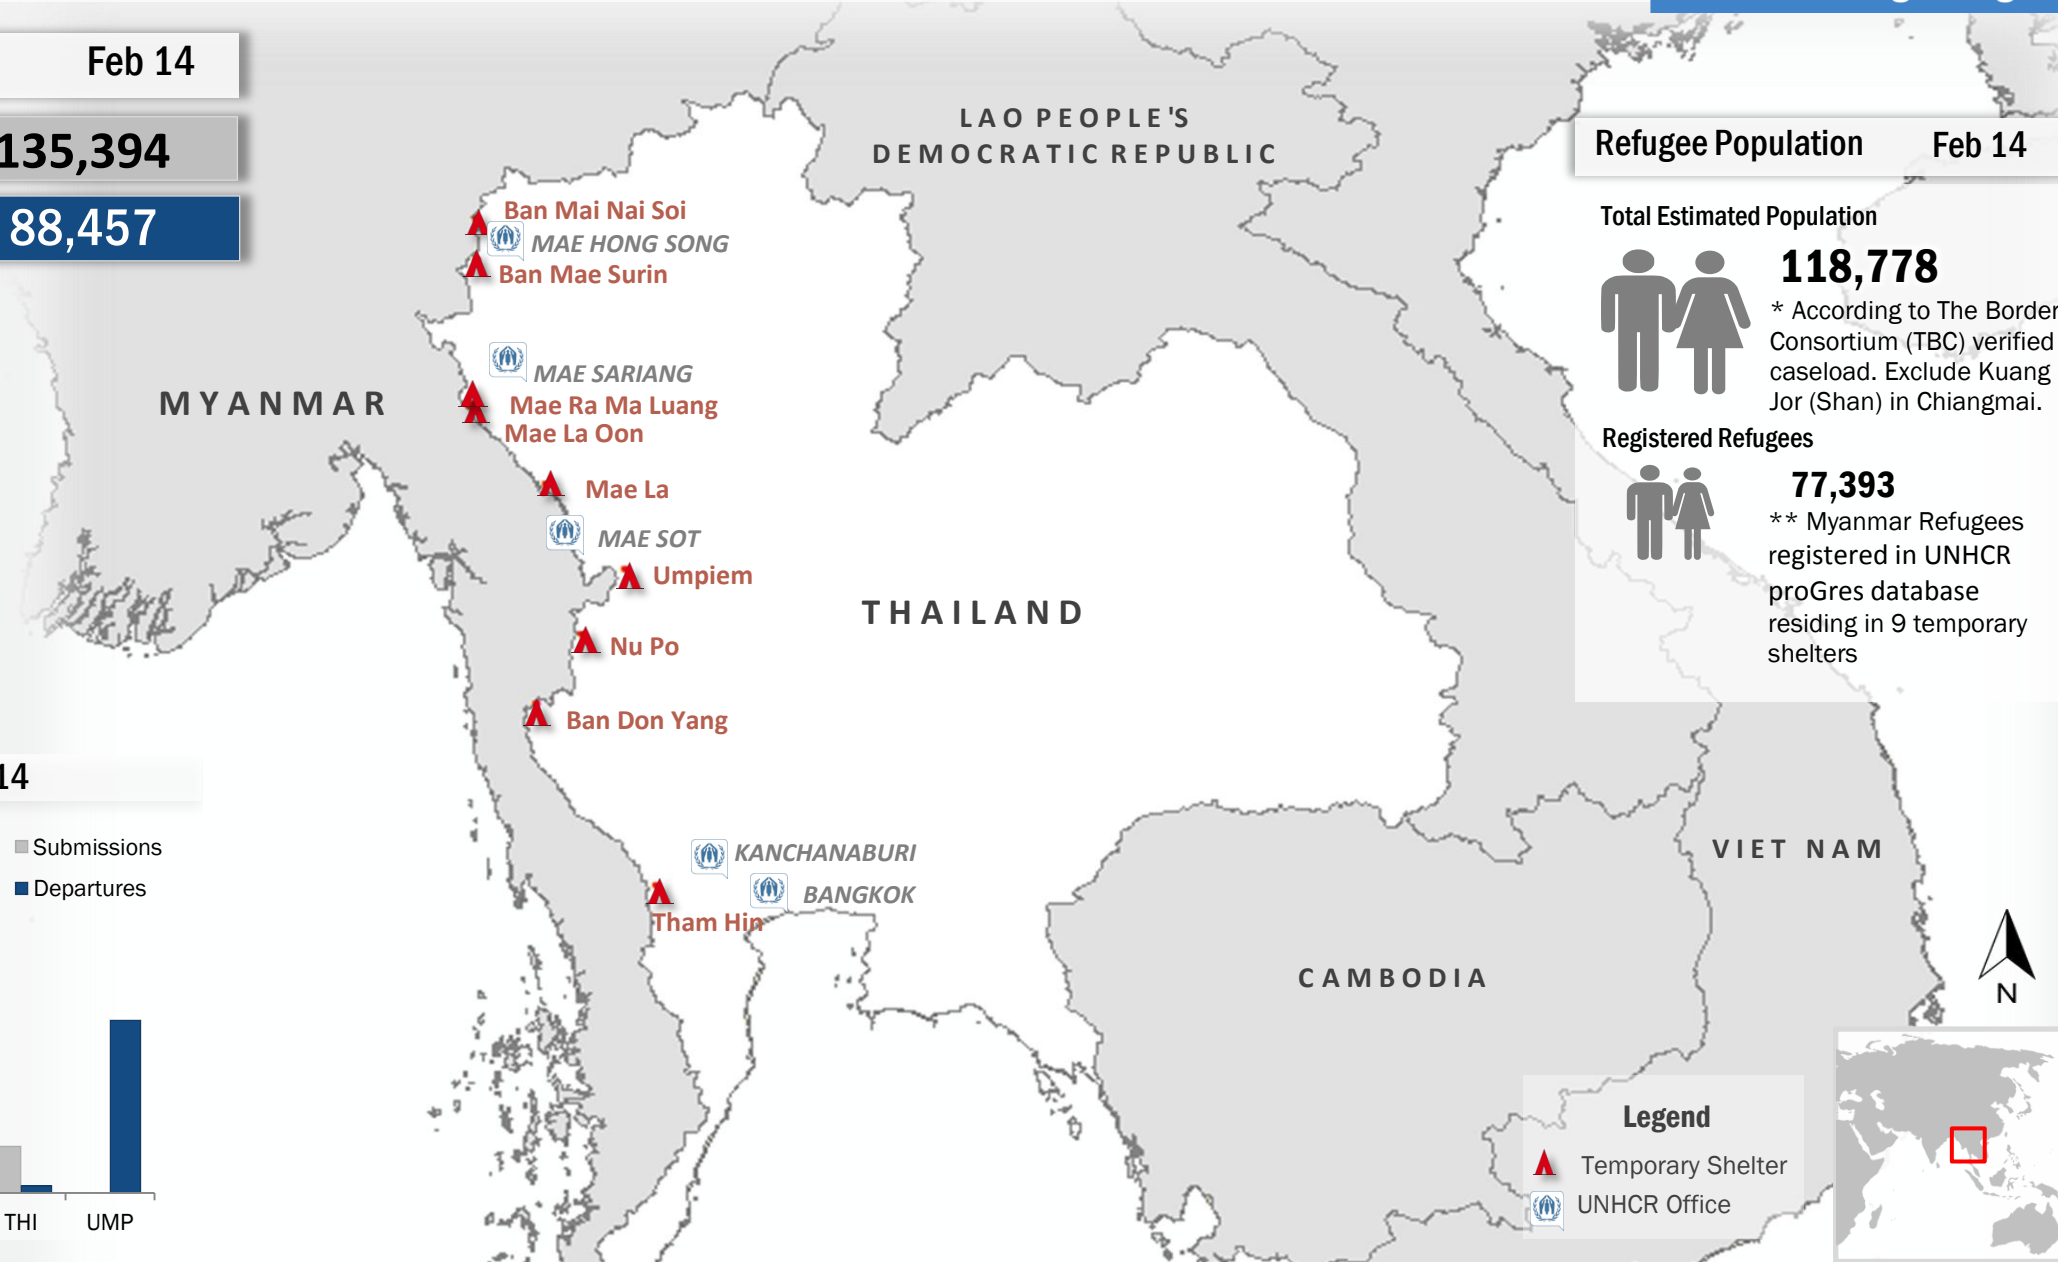 Feb 14
135,394
88,457
LAO PEOPLE'S
DEMOCRATIC REPUBLIC
Refugee Population Feb 14
Total Estimated Population
118,778
* According to The Border
Consortium (TBC) verified
caseload. Exclude Kuang
Jor (Shan) in Chiangmai.
Registered Refugees
77,393
** Myanmar Refugees
registered in UNHCR
proGres database
residing in 9 temporary
shelters
Ban Mai Nai Soi
MAE HONG SONG
Ban Mae Surin
MAE SARIANG
MYANMAR
Mae Ra Ma Luang
Mae La Oon
Mae La
MAE SOT
Umpiem
THAILAND
Nu Po
Ban Don Yang
14
Submissions
Departures
KANCHANABURI
VIET NAM
BANGKOK
Tham Hin
CAMBODIA
N
Legend
Temporary Shelter
UNHCR Office
THI UMP